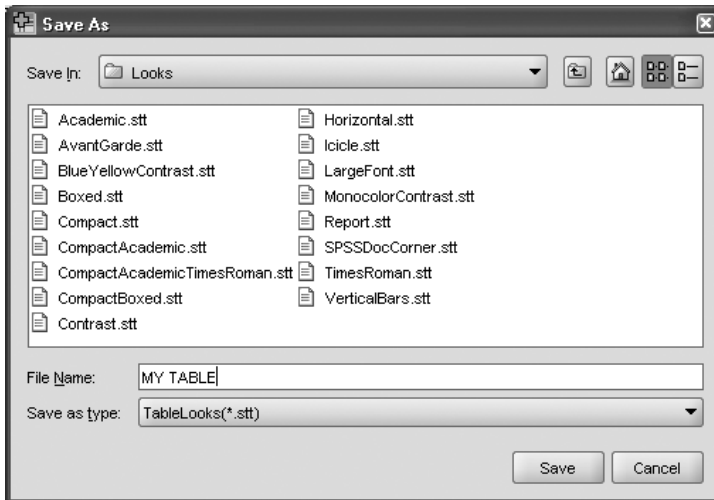 Save As
Save In: Looks
Academic.stt
AvantGarde.stt
BlueYellowContrast.stt
Boxed.stt
Compact.stt
CompactAcademic.stt
CompactAcademicTimesRoman.stt
CompactBoxed.stt
Contrast.stt
Horizontal.stt
Icicle.stt
LargeFont.stt
MonocolorContrast.stt
Report.stt
SPSSDocCorner.stt
TimesRoman.stt
VerticalBars.stt
File Name: MY TABLE
Save as type: TableLooks(*.stt)
Save Cancel